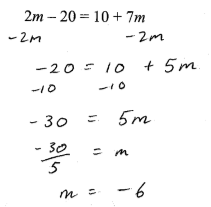 2m – 20 = 10 + 7m
-2m -2m
-20 = 10 + 5m
-10 -10
-30 = 5m
-30/5 = m
m = -6